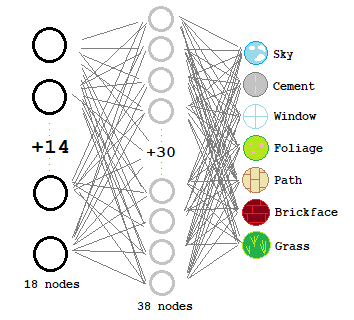 Sky
Cement
Window
+14
+30
Foliage
Path
Brickface
Grass
18 nodes
38 nodes